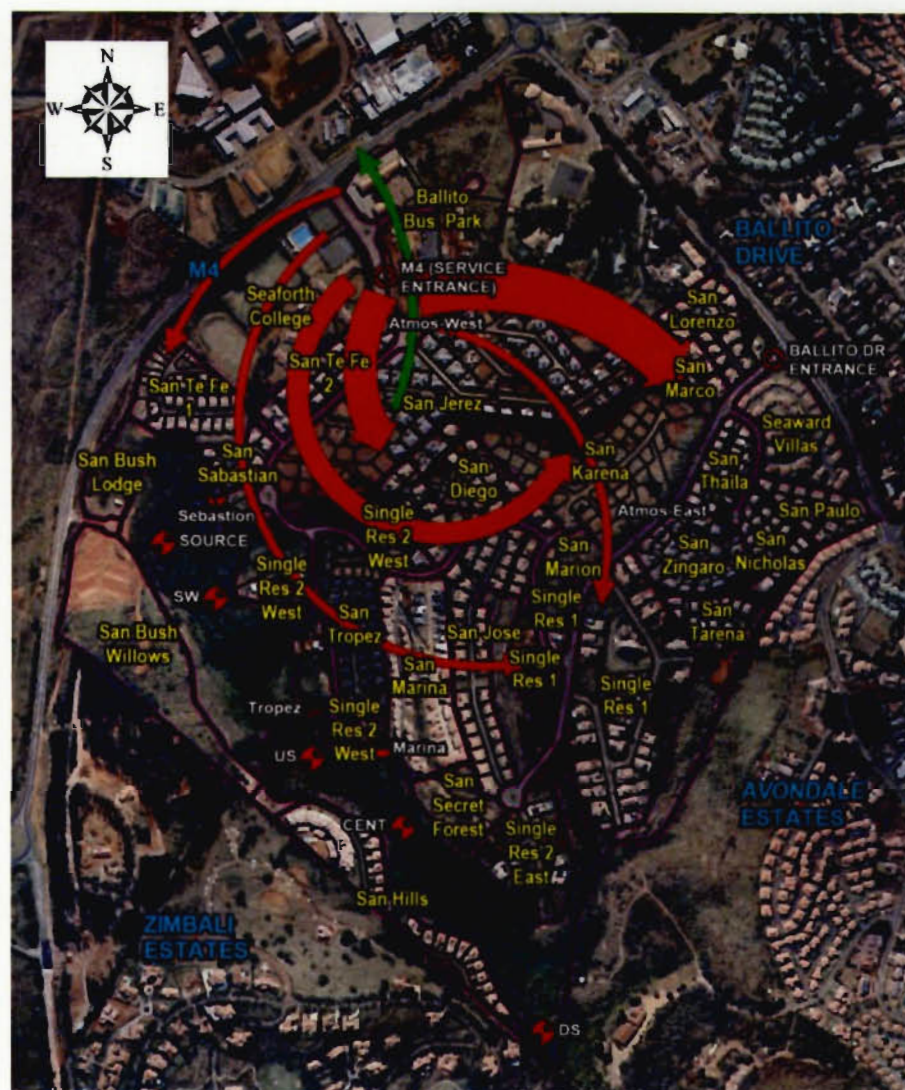 N
W E
S
Ballito
Bus Park
BALLITO
DRIVE
M4
M4 (SERVICE
ENTRANCE)
Seaforth
College
San
Lorenzo
Atmos West
BALLITO DR
ENTRANCE
San Te Fe
2
San
Marco
San Te Fe
1
San Jerez
Seaward
Villas
San
Sabastian
San
Karena
San
Thaila
San Bush
Lodge
San
Diego
Sebastion
Single
Res 2
West
Atmos East
San Paulo
SOURCE
San
Marion
San
Zingaro
San
Nicholas
Single
Res 2
West
SW
Single
Res 1
San
Tarena
San
Tropez
San Jose
San Bush
Willows
San
Marina
Single
Res 1
Single
Res 1
Tropez
Single
Res 2
West
US
Marina
San
Secret
Forest
AVONDALE
ESTATES
CENT
Single
Res 2
East
San Hills
ZIMBALI
ESTATES
DS